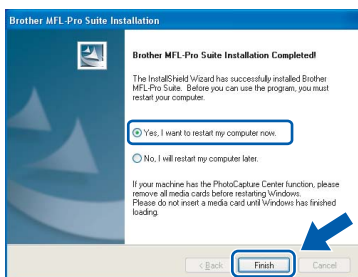 Brother MFL-Pro Suite Installation
Brother MFL-Pro Suite Installation Completed!
The InstallShield Wizard has successfully installed Brother
MFL-Pro Suite. Before you can use the program, you must
restart your computer.
Yes, I want to restart my computer now.
No, I will restart my computer later.
If your machine has the PhotoCapture Center function, please
remove all media cards before restarting Windows.
Please do not insert a media card until Windows has finished
loading.
< Back
Finish
Cancel